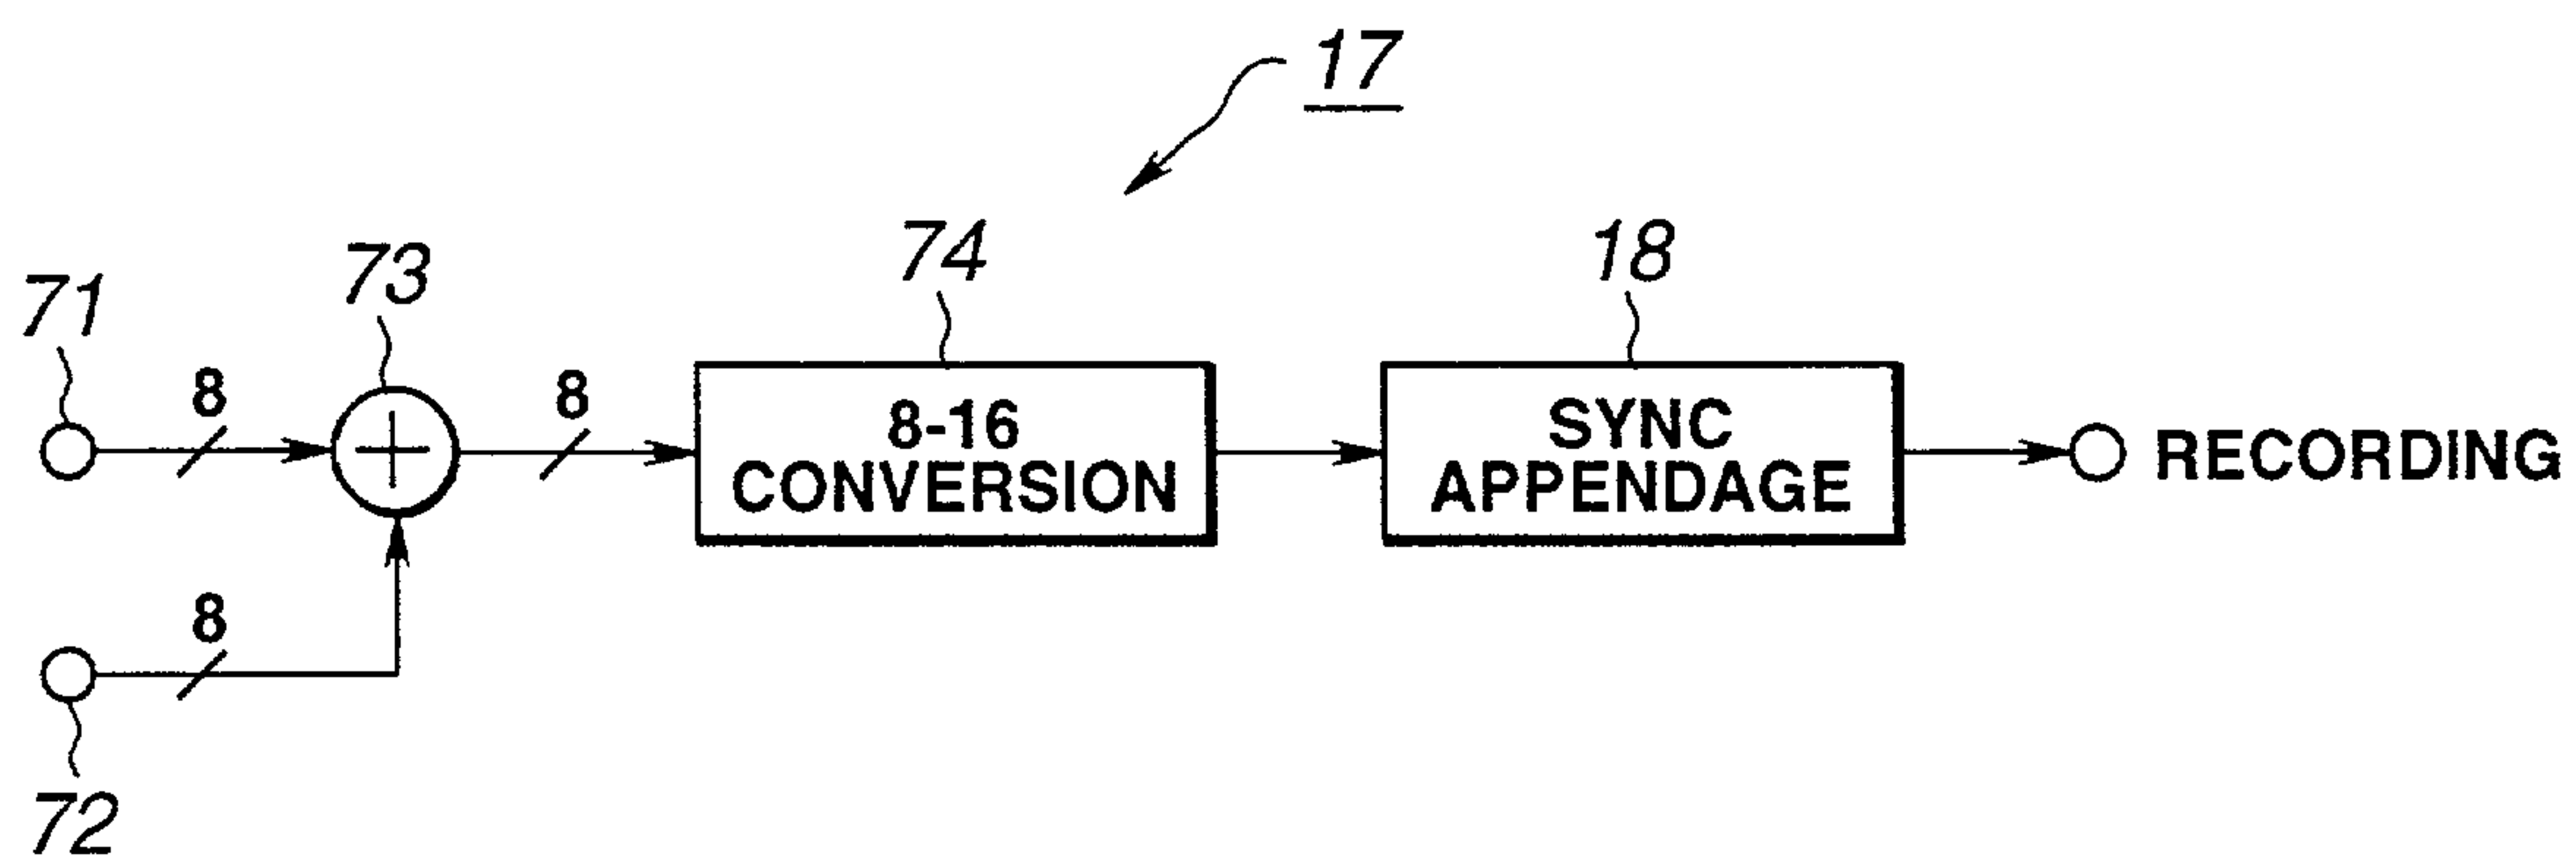 17
74
18
73
71
8
8
8-16
CONVERSION
SYNC
APPENDAGE
RECORDING
8
72